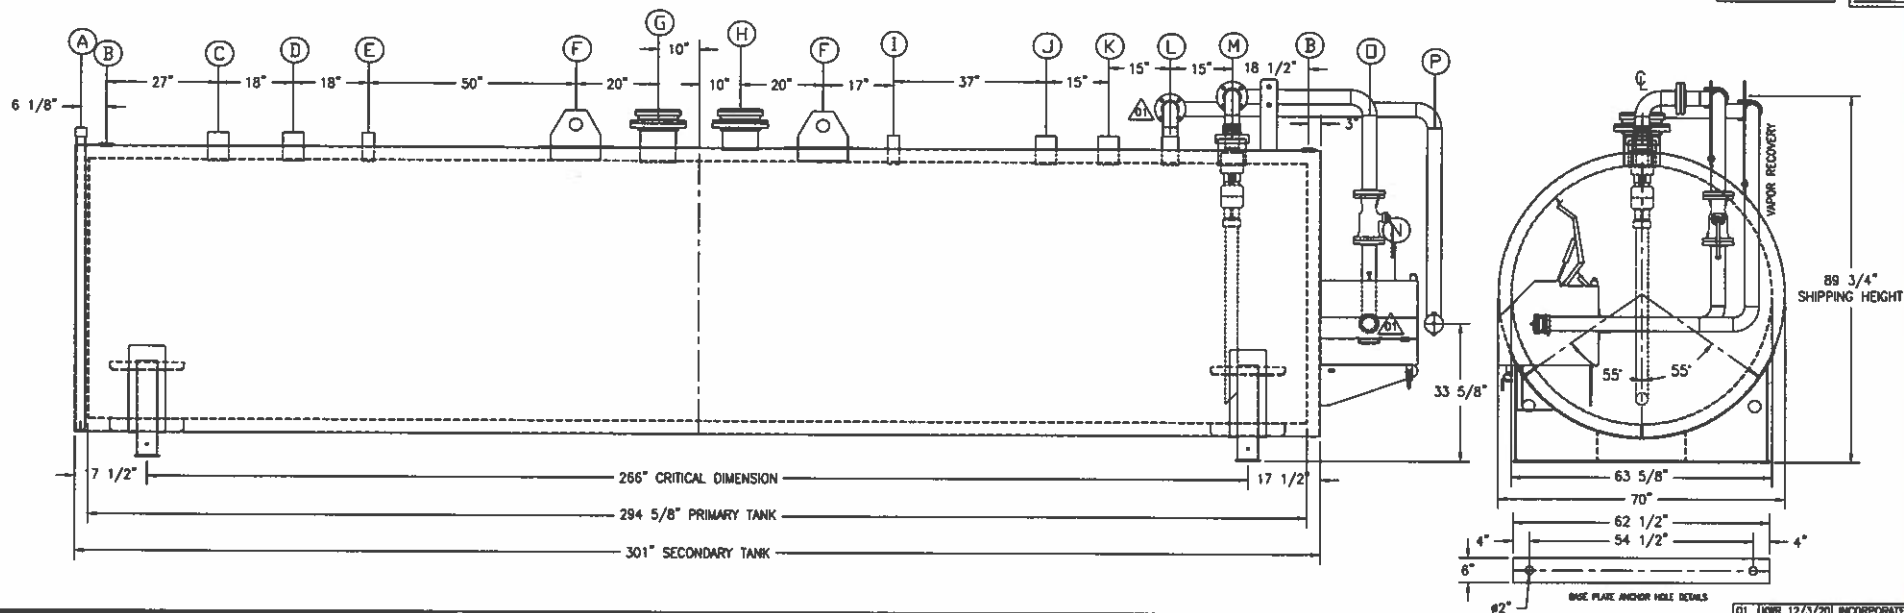 A B C D E F G H F I J K L M B O P
10"
27" 18" 18" 50" 20" 10" 20" 17" 37" 15" 15" 15" 18 1/2"
6 1/8"
01
3"
N
01
33 5/8"
7 1/2" 266" CRITICAL DIMENSION 17 1/2"
294 5/8" PRIMARY TANK
301" SECONDARY TANK
℄
VAPOR RECOVERY
89 3/4"
SHIPPING HEIGHT
55° 55°
63 5/8"
70"
62 1/2"
4" 54 1/2" 4"
6"
ø2"
BASE PLATE ANCHOR HOLE DETAILS
01 12/3/20 INCORPORATE